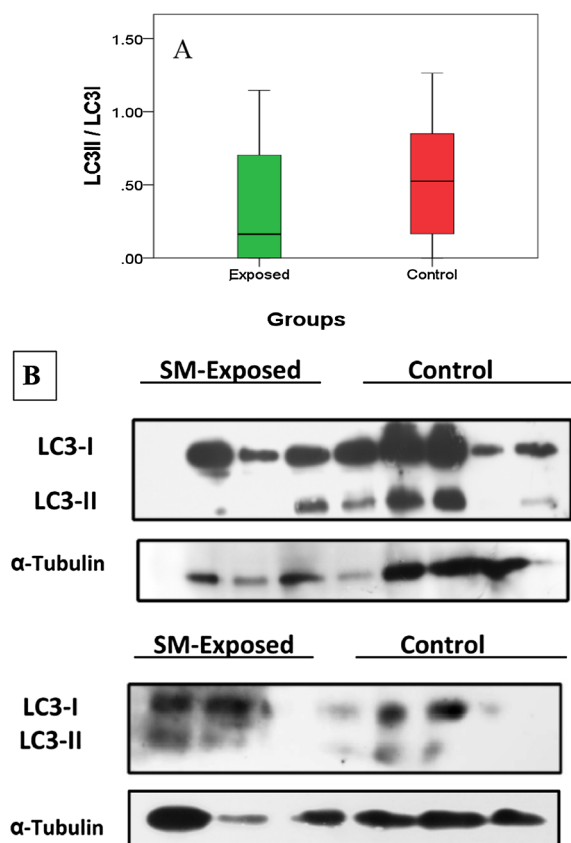 A
1.50
1.00
.50
.00
LC3II / LC3I
Exposed
Control
Groups
B
SM-Exposed Control
LC3-I
LC3-II
α-Tubulin
SM-Exposed Control
LC3-I
LC3-II
α-Tubulin